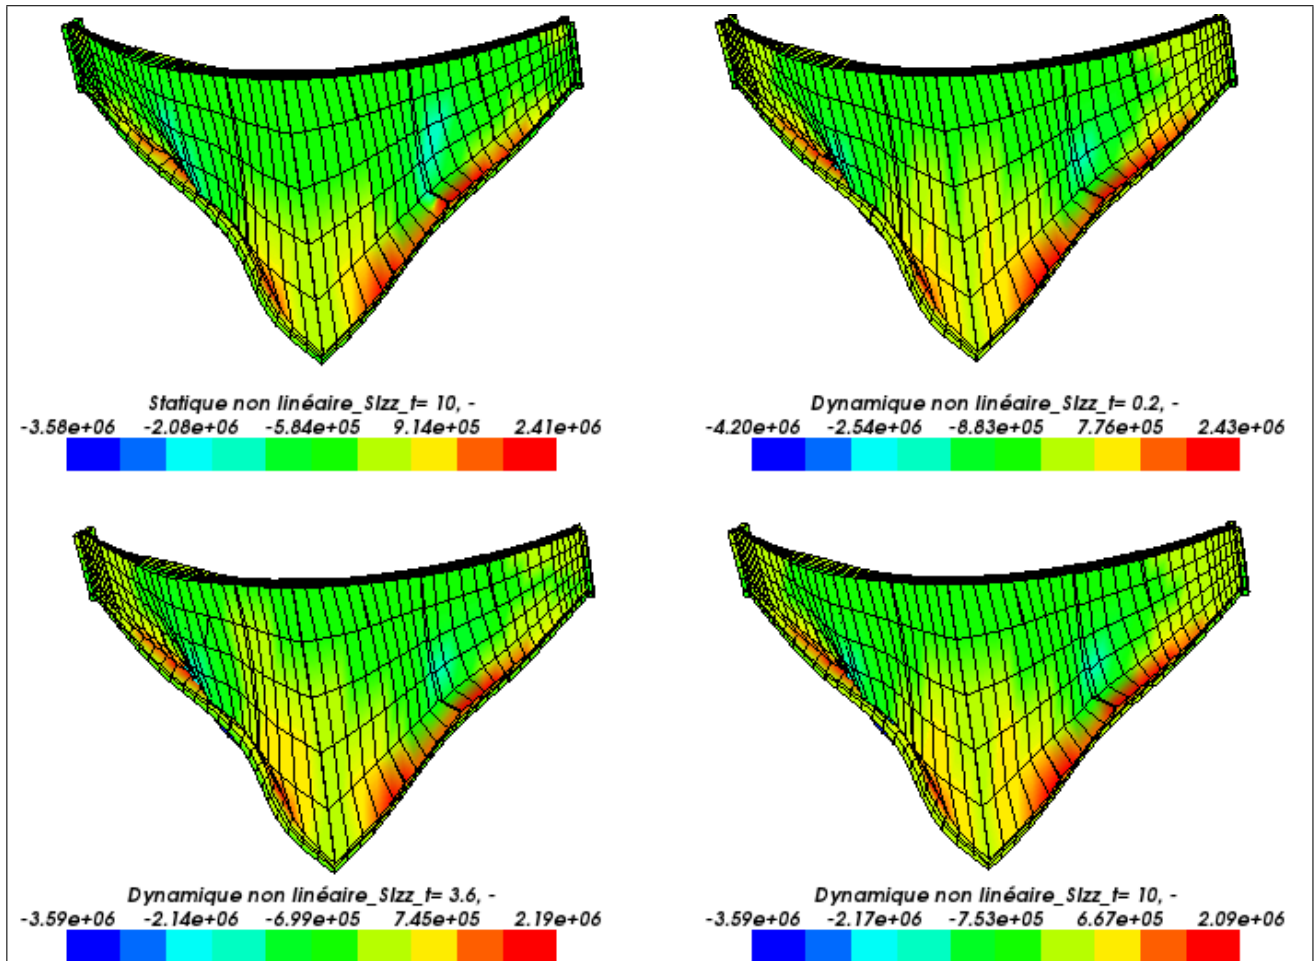 Statique non linéaire_SIzz_t= 10, -
-3.58e+06 -2.08e+06 -5.84e+05 9.14e+05 2.41e+06
Dynamique non linéaire_SIzz_t= 0.2, -
-4.20e+06 -2.54e+06 -8.83e+05 7.76e+05 2.43e+06
Dynamique non linéaire_SIzz_t= 3.6, -
-3.59e+06 -2.14e+06 -6.99e+05 7.45e+05 2.19e+06
Dynamique non linéaire_SIzz_t= 10, -
-3.59e+06 -2.17e+06 -7.53e+05 6.67e+05 2.09e+06